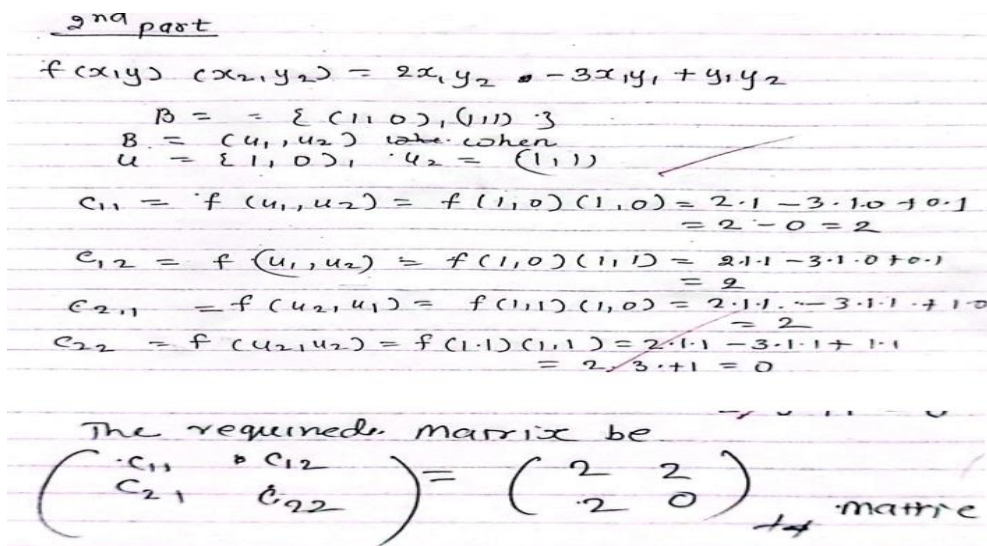 2nd part
f(x,y) (x2,y2) = 2x1y2 - 3x1y1 + y1y2
B = = { (1,0), (1,1) }
B = (u1,u2) when
u = {1,0), u2 = (1,1)
C11 = f(u1,u2) = f(1,0)(1,0) = 2.1 - 3.1.0 + 0.1
= 2 - 0 = 2
C12 = f(u1,u2) = f(1,0)(1,1) = 2.1.1 - 3.1.0 + 0.1
= 2
C2,1 = f(u2,u1) = f(1,1)(1,0) = 2.1.1. - 3.1.1 + 1.0
= 2
C22 = f(u2,u2) = f(1.1)(1,1) = 2.1.1 - 3.1.1 + 1.1
= 2, 3.+1 = 0
The requirede. matrix be
( C11 C12 ) = ( 2 2 )
C21 C22 2 0 matrie